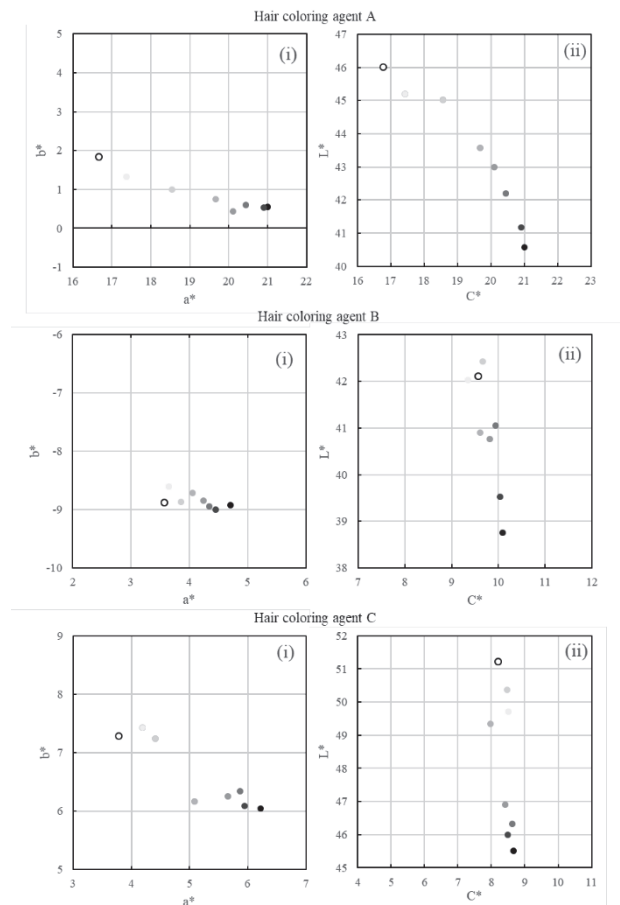 Hair coloring agent A
(i)
5
4
3
2
1
0
-1
b*
16 17 18 19 20 21 22
a*
(ii)
47
46
45
44
43
42
41
40
L*
16 17 18 19 20 21 22 23
C*
Hair coloring agent B
(i)
-6
-7
-8
-9
-10
b*
2 3 4 5 6
a*
(ii)
43
42
41
40
39
38
L*
7 8 9 10 11 12
C*
Hair coloring agent C
(i)
9
8
7
6
5
b*
3 4 5 6 7
a*
(ii)
52
51
50
49
48
47
46
45
L*
4 5 6 7 8 9 10 11
C*